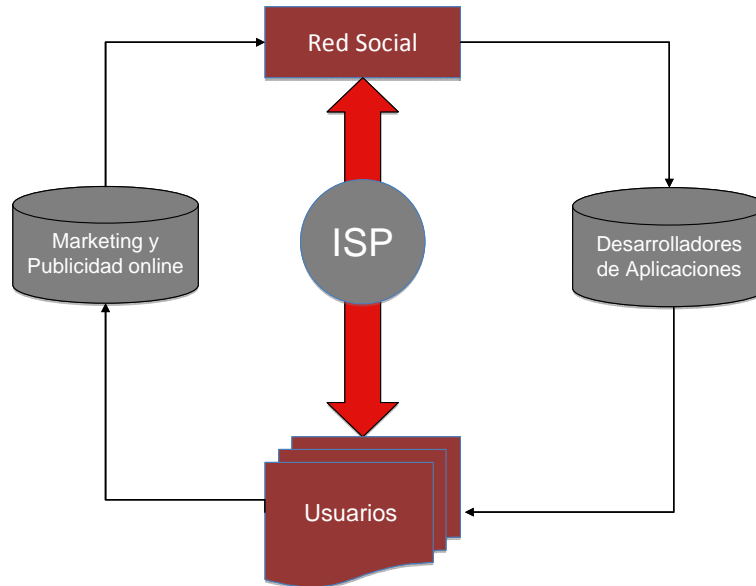 Red Social
Marketing y
Publicidad online
ISP
Desarrolladores
de Aplicaciones
Usuarios